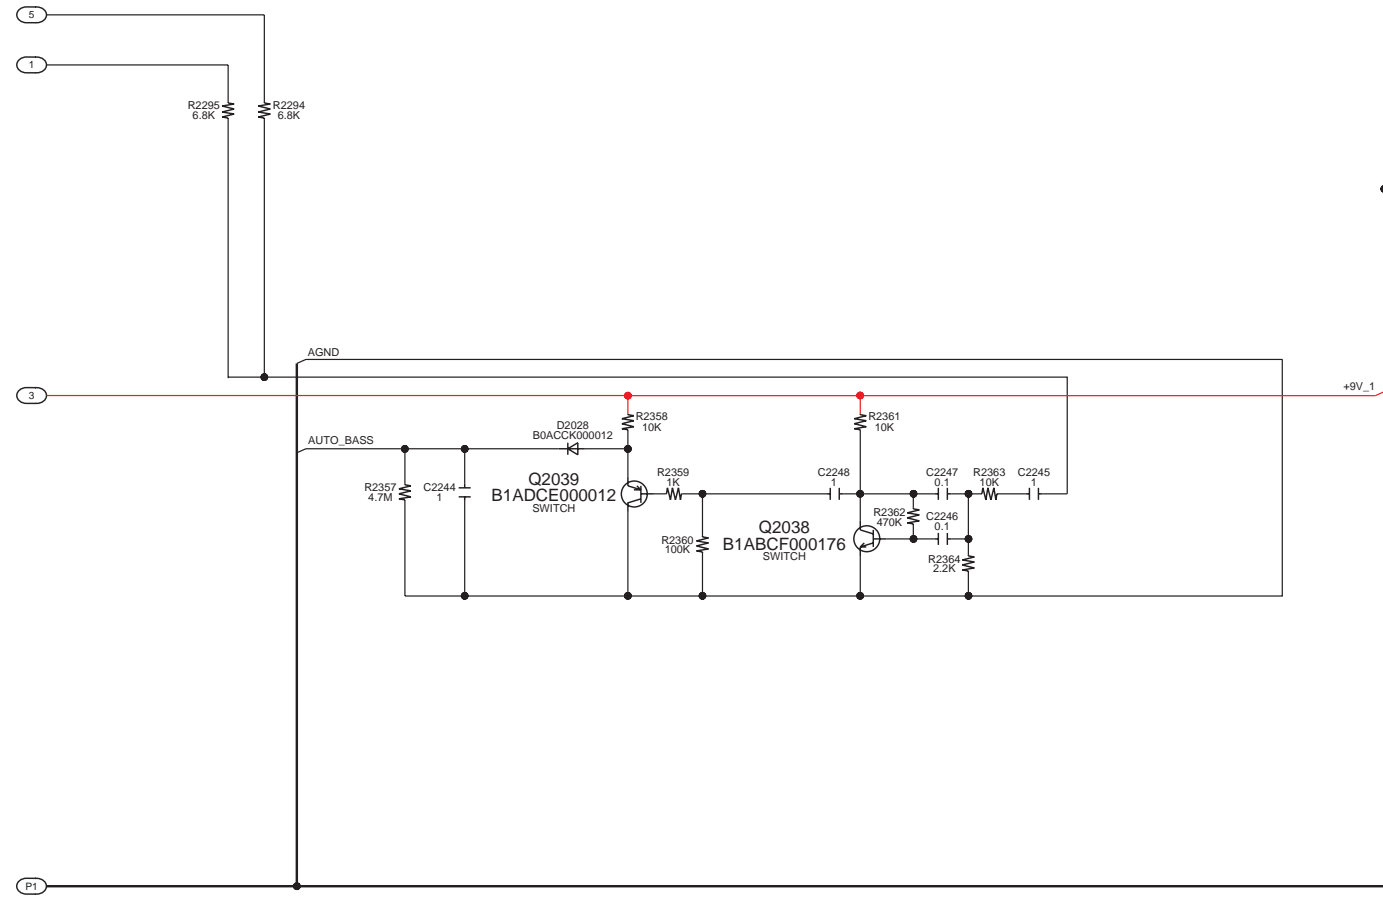 5
1
R2295
6.8K
R2294
6.8K
AGND
3
+9V_1
R2358
10K
R2361
10K
D2028
B0ACCK000012
AUTO_BASS
Q2039
B1ADCE000012
SWITCH
R2359
1K
C2248
1
C2247
0.1
R2363
10K
C2245
1
R2357
4.7M
C2244
1
R2362
470K
C2246
0.1
Q2038
B1ABCF000176
SWITCH
R2360
100K
R2364
2.2K
P1